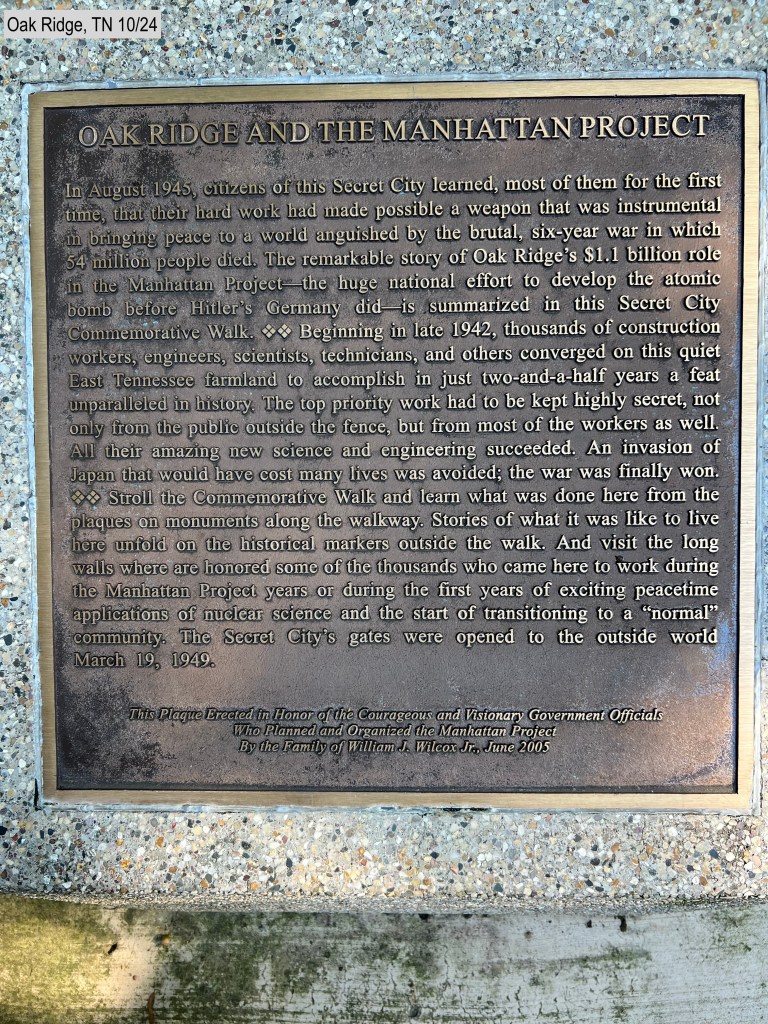 Oak Ridge, TN 10/24
OAK RIDGE AND THE MANHATTAN PROJECT
In August 1945, citizens of this Secret City learned, most of them for the first
time, that their hard work had made possible a weapon that was instrumental
in bringing peace to a world anguished by the brutal, six-year war in which
54 million people died. The remarkable story of Oak Ridge's $1.1 billion role
in the Manhattan Project—the huge national effort to develop the atomic
bomb before Hitler's Germany did—is summarized in this Secret City
Commemorative Walk. ❖❖ Beginning in late 1942, thousands of construction
workers, engineers, scientists, technicians, and others converged on this quiet
East Tennessee farmland to accomplish in just two-and-a-half years a feat
unparalleled in history. The top priority work had to be kept highly secret, not
only from the public outside the fence, but from most of the workers as well.
All their amazing new science and engineering succeeded. An invasion of
Japan that would have cost many lives was avoided; the war was finally won.
❖❖ Stroll the Commemorative Walk and learn what was done here from the
plaques on monuments along the walkway. Stories of what it was like to live
here unfold on the historical markers outside the walk. And visit the long
walls where are honored some of the thousands who came here to work during
the Manhattan Project years or during the first years of exciting peacetime
applications of nuclear science and the start of transitioning to a “normal”
community. The Secret City's gates were opened to the outside world
March 19, 1949.
This Plaque Erected in Honor of the Courageous and Visionary Government Officials
Who Planned and Organized the Manhattan Project
By the Family of William J. Wilcox Jr., June 2005